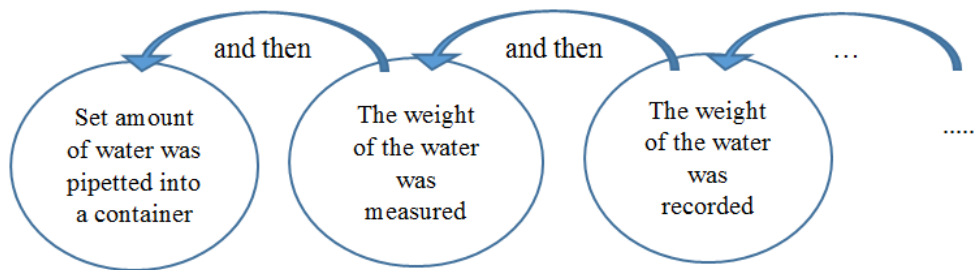 and then
and then
...
Set amount
of water was
pipetted into
a container
The weight
of the water
was
measured
The weight
of the water
was
recorded
.....